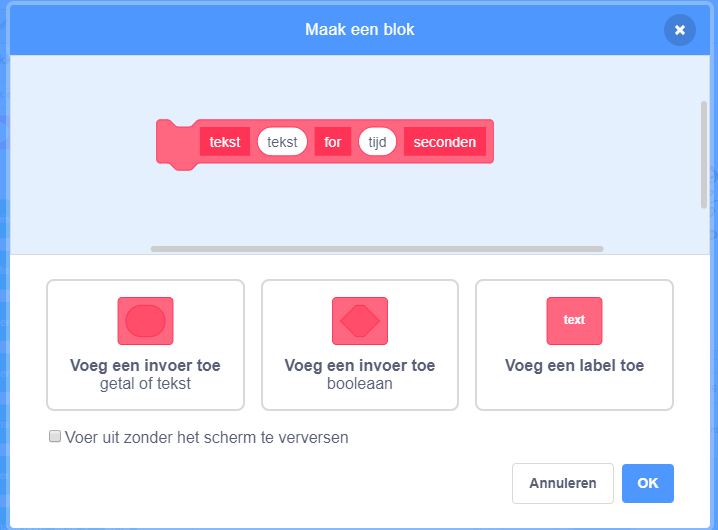 Maak een blok
tekst tekst for tijd seconden
text
Voeg een invoer toe
getal of tekst
Voeg een invoer toe
booleaan
Voeg een label toe
Voer uit zonder het scherm te verversen
Annuleren
OK